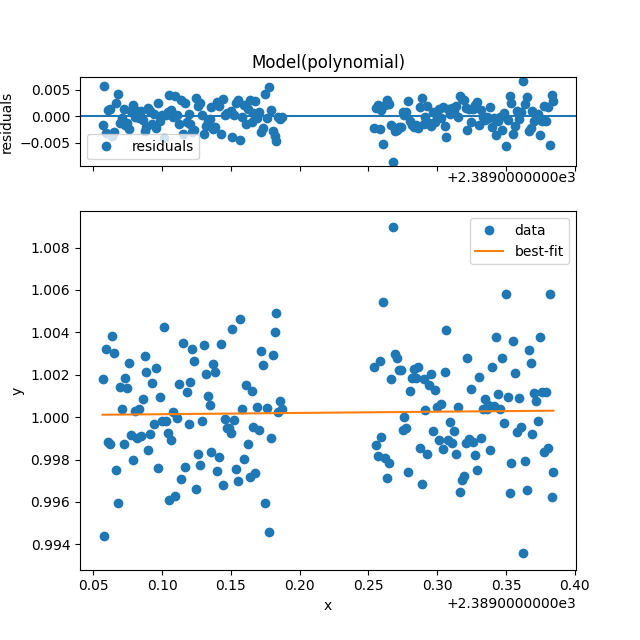 Model(polynomial)
residuals
0.005
0.000
−0.005
residuals
+2.3890000000e3
y
1.008
1.006
1.004
1.002
1.000
0.998
0.996
0.994
data
best-fit
0.05 0.10 0.15 0.20 0.25 0.30 0.35 0.40
x
+2.3890000000e3